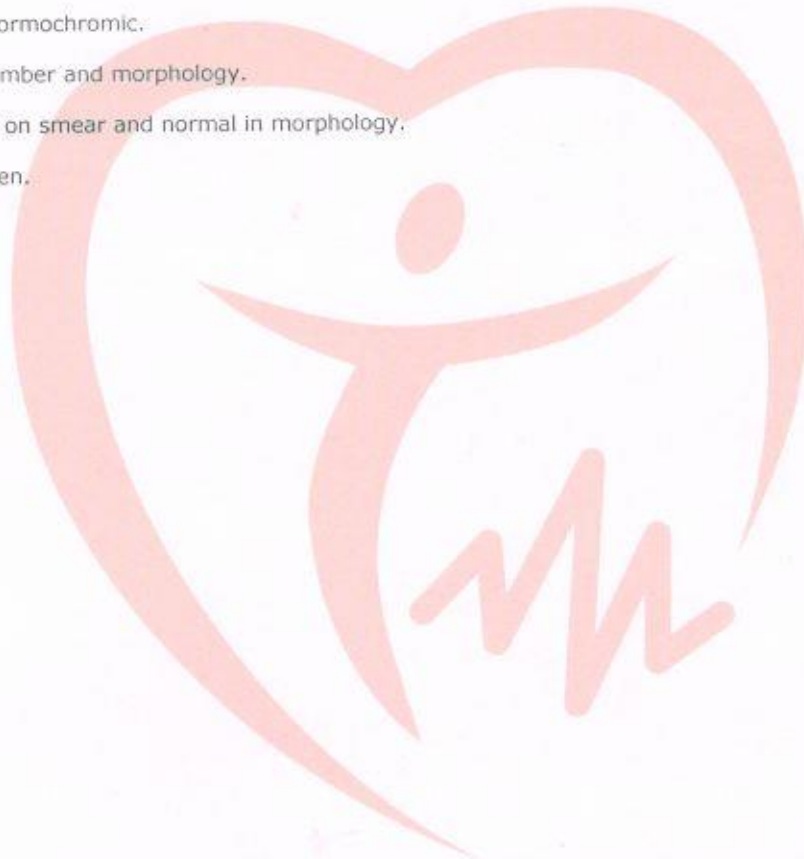 ormochromic.
mber and morphology.
on smear and normal in morphology.
en.